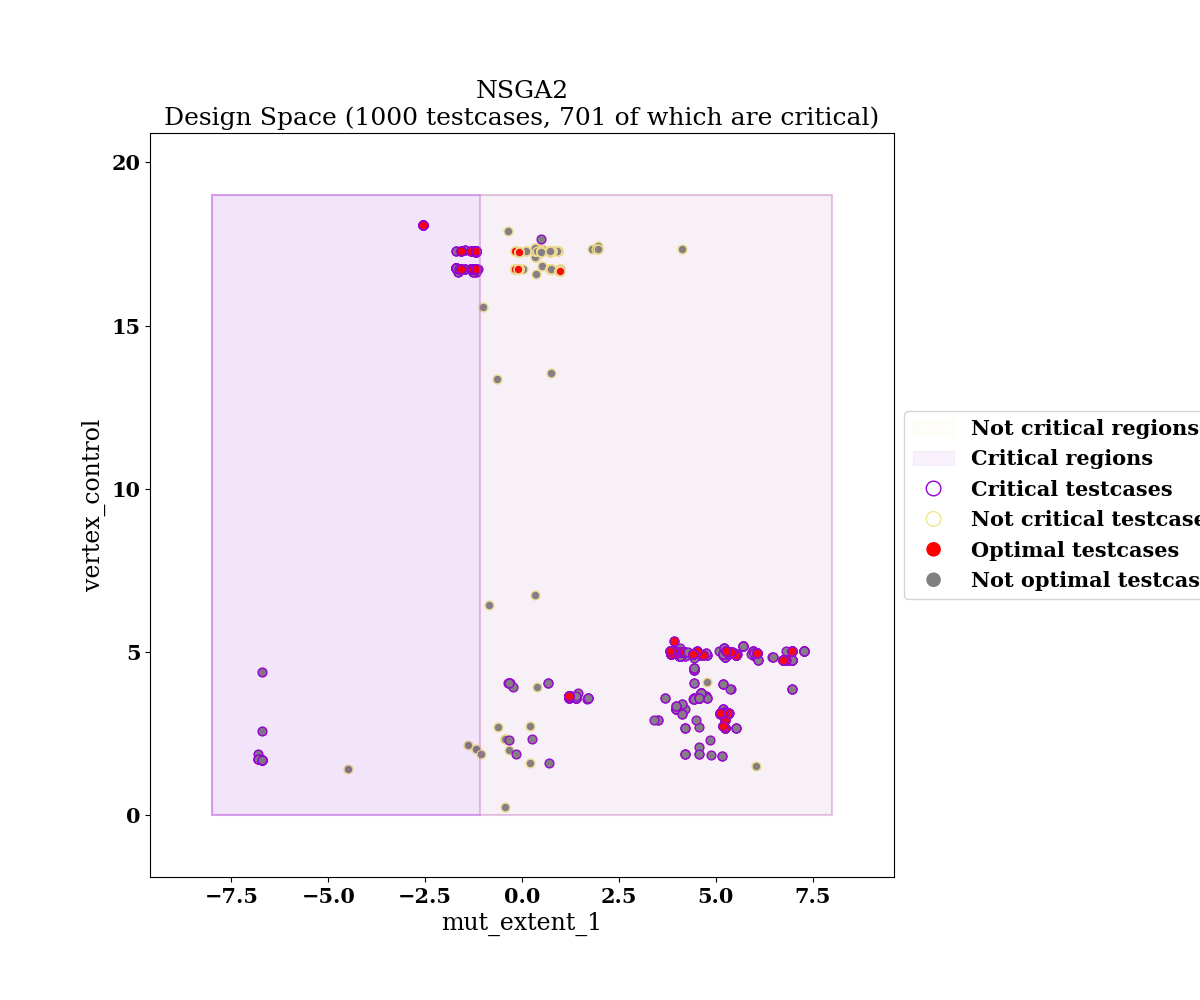 NSGA2
Design Space (1000 testcases, 701 of which are critical)
20
15
10
5
0
vertex_control
−7.5 −5.0 −2.5 0.0 2.5 5.0 7.5
mut_extent_1
Not critical regions
Critical regions
Critical testcases
Not critical testcase
Optimal testcases
Not optimal testcas